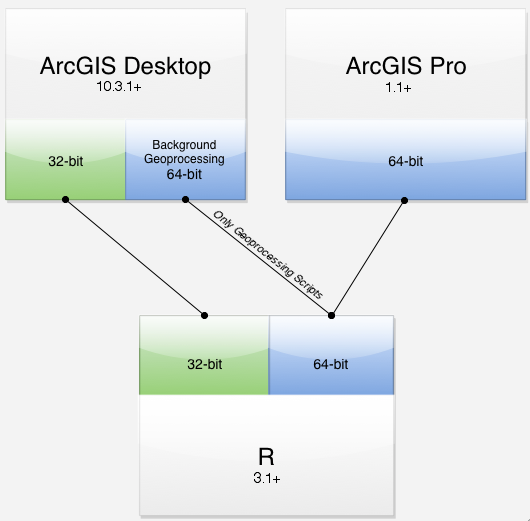 ArcGIS Desktop
10.3.1+
ArcGIS Pro
1.1+
32-bit
Background
Geoprocessing
64-bit
64-bit
Only Geoprocessing Scripts
32-bit
64-bit
R
3.1+